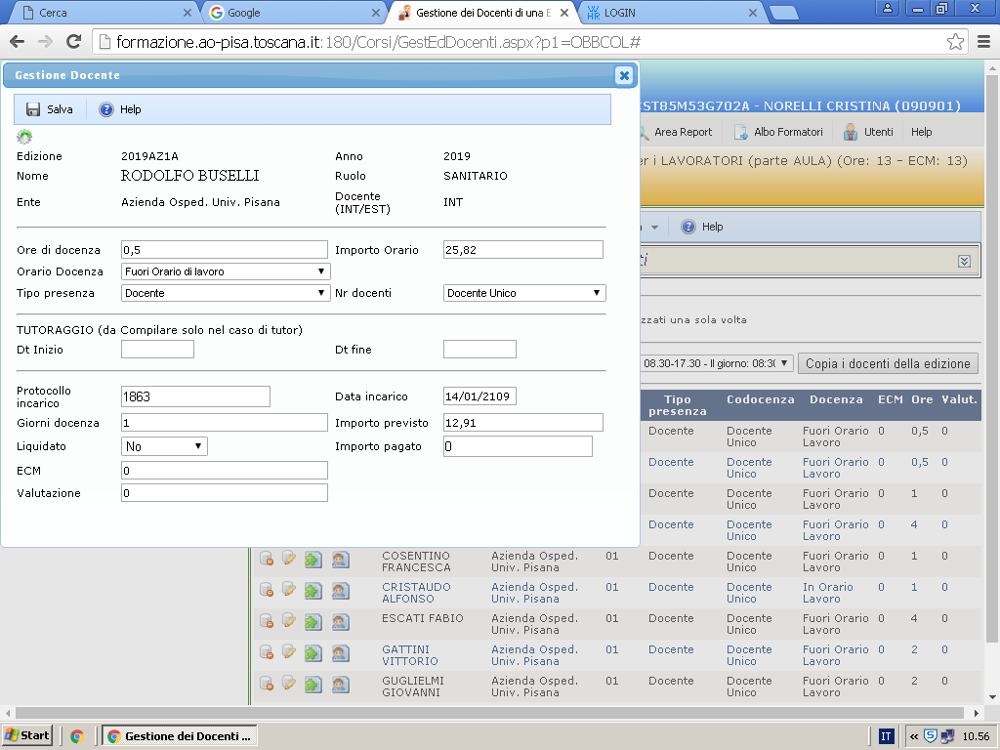 Cerca
Google
Gestione dei Docenti di una E
LOGIN
formazione.ao-pisa.toscana.it:180/Corsi/GestEdDocenti.aspx?p1=OBBCOL#
Gestione Docente
Salva
Help
ST85M53G702A - NORELLI CRISTINA (090901)
Area Report
Albo Formatori
Utenti
Help
er i LAVORATORI (parte AULA) (Ore: 13 - ECM: 13)
Edizione 2019AZ1A Anno 2019
Nome RODOLFO BUSELLI Ruolo SANITARIO
Ente Azienda Osped. Univ. Pisana Docente (INT/EST) INT
Help
Ore di docenza 0,5 Importo Orario 25,82
Orario Docenza Fuori Orario di lavoro
Tipo presenza Docente Nr docenti Docente Unico
TUTORAGGIO (da Compilare solo nel caso di tutor)
Dt Inizio Dt fine
zzati una sola volta
08.30-17.30 - Il giorno: 08:30
Copia i docenti della edizione
Protocollo incarico 1863 Data incarico 14/01/2109
Giorni docenza 1 Importo previsto 12,91
Liquidato No Importo pagato 0
ECM 0
Valutazione 0
Tipo presenza Codocenza Docenza ECM Ore Valut.
Docente Docente Unico Fuori Orario Lavoro 0 0,5 0
Docente Docente Unico Fuori Orario Lavoro 0 0,5 0
Docente Docente Unico Fuori Orario Lavoro 0 1 0
Docente Docente Unico Fuori Orario Lavoro 0 4 0
COSENTINO FRANCESCA Azienda Osped. Univ. Pisana 01 Docente Docente Unico Fuori Orario Lavoro 0 1 0
CRISTAUDO ALFONSO Azienda Osped. Univ. Pisana 01 Docente Docente Unico In Orario Lavoro 0 1 0
ESCATI FABIO Azienda Osped. Univ. Pisana 01 Docente Docente Unico Fuori Orario Lavoro 0 4 0
GATTINI VITTORIO Azienda Osped. Univ. Pisana 01 Docente Docente Unico Fuori Orario Lavoro 0 2 0
GUGLIELMI GIOVANNI Azienda Osped. Univ. Pisana 01 Docente Docente Unico Fuori Orario Lavoro 0 2 0
Start
Gestione dei Docenti ...
IT
10.56